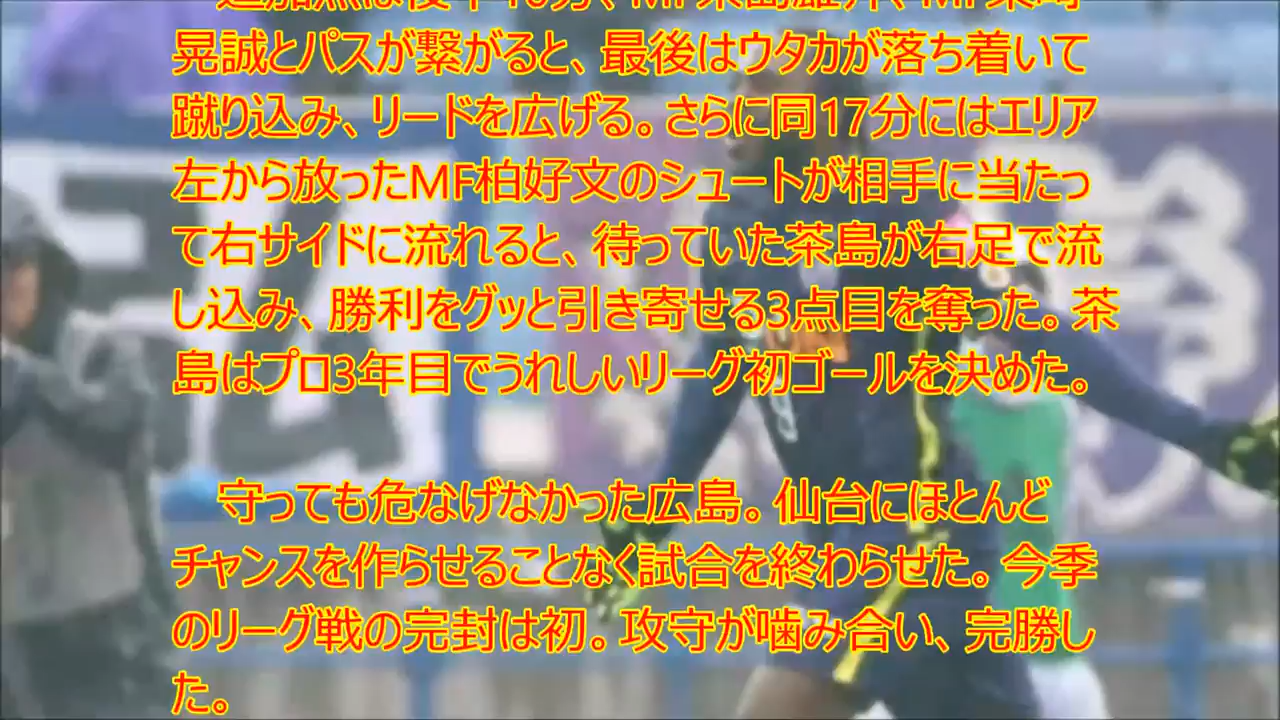 晃誠とパスが繋がると、最後はウタカが落ち着いて
蹴り込み、リードを広げる。さらに同17分にはエリア
左から放ったMF柏好文のシュートが相手に当たっ
て右サイドに流れると、待っていた茶島が右足で流
し込み、勝利をグッと引き寄せる3点目を奪った。茶
島はプロ3年目でうれしいリーグ初ゴールを決めた。
守っても危なげなかった広島。仙台にほとんど
チャンスを作らせることなく試合を終わらせた。今季
のリーグ戦の完封は初。攻守が噛み合い、完勝し
た。